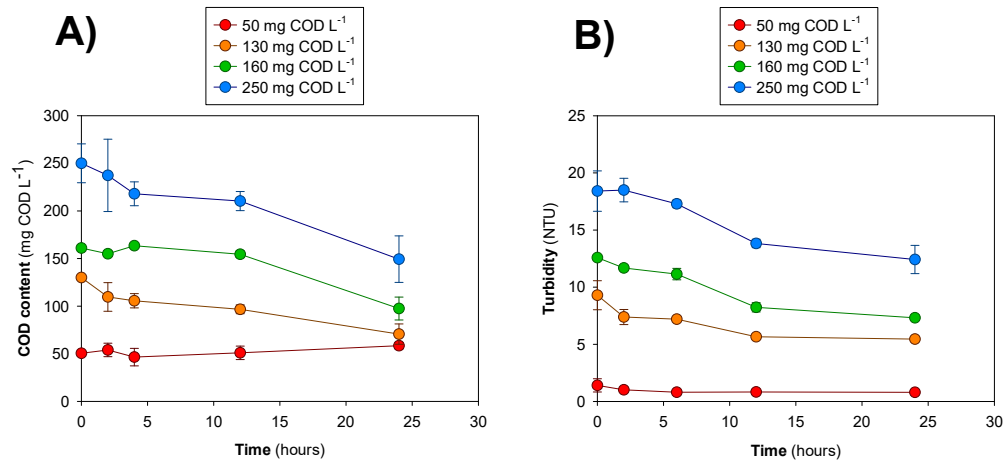 A)
50 mg COD L⁻¹
130 mg COD L⁻¹
160 mg COD L⁻¹
250 mg COD L⁻¹
COD content (mg COD L⁻¹)
300
250
200
150
100
50
0
0 5 10 15 20 25 30
Time (hours)
B)
50 mg COD L⁻¹
130 mg COD L⁻¹
160 mg COD L⁻¹
250 mg COD L⁻¹
Turbidity (NTU)
25
20
15
10
5
0
0 5 10 15 20 25 30
Time (hours)